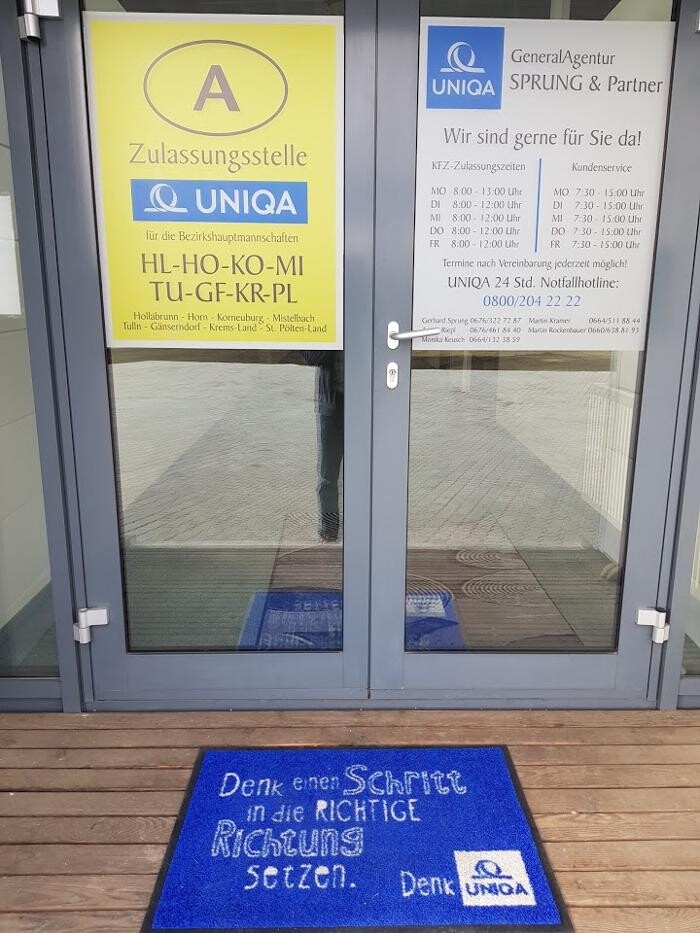 A
Zulassungsstelle
UNIQA
für die Bezirkshauptmannschaften
HL-HO-KO-MI
TU-GF-KR-PL
Hollabrunn - Horn - Korneuburg - Mistelbach
Tulln - Gänserndorf - Krems-Land - St. Pölten-Land
UNIQA
GeneralAgentur
SPRUNG & Partner
Wir sind gerne für Sie da!
KFZ-Zulassungszeiten
MO 8:00 - 13:00 Uhr
DI 8:00 - 12:00 Uhr
MI 8:00 - 12:00 Uhr
DO 8:00 - 12:00 Uhr
FR 8:00 - 12:00 Uhr
Kundenservice
MO 7:30 - 15:00 Uhr
DI 7:30 - 15:00 Uhr
MI 7:30 - 15:00 Uhr
DO 7:30 - 15:00 Uhr
FR 7:30 - 15:00 Uhr
Termine nach Vereinbarung jederzeit möglich!
UNIQA 24 Std. Notfallhotline:
0800/204 22 22
Gerhard Sprung 0676/322 72 87 Martin Kramer 0664/511 88 44
Riepl 0676/461 84 40 Martin Rockenbauer 0660/638 81 93
Monika Keusch 0664/132 38 59
Denk einen Schritt
in die RICHTIGE
Richtung
setzen.
Denk UNIQA